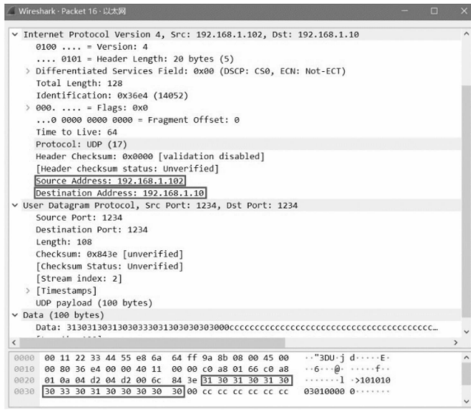 Wireshark · Packet 16 · 以太网
Internet Protocol Version 4, Src: 192.168.1.102, Dst: 192.168.1.10
0100 .... = Version: 4
.... 0101 = Header Length: 20 bytes (5)
Differentiated Services Field: 0x00 (DSCP: CS0, ECN: Not-ECT)
Total Length: 128
Identification: 0x36e4 (14052)
000. .... = Flags: 0x0
...0 0000 0000 0000 = Fragment Offset: 0
Time to Live: 64
Protocol: UDP (17)
Header Checksum: 0x0000 [validation disabled]
[Header checksum status: Unverified]
Source Address: 192.168.1.102
Destination Address: 192.168.1.10
User Datagram Protocol, Src Port: 1234, Dst Port: 1234
Source Port: 1234
Destination Port: 1234
Length: 108
Checksum: 0x843e [unverified]
[Checksum Status: Unverified]
[Stream index: 2]
[Timestamps]
UDP payload (100 bytes)
Data (100 bytes)
0000 00 11 22 33 44 55 e8 6a 64 ff 9a 8b 08 00 45 00 ··"3DU·j d·····E·
0010 00 80 36 e4 00 00 40 11 00 00 c0 a8 01 66 c0 a8 ··6···@· ·····f··
0020 01 0a 04 d2 04 d2 00 6c 84 3e 31 30 31 30 31 30 ·······l ·>101010
0030 30 33 30 31 30 30 30 30 30 00 cc cc cc cc cc cc 03010000 0·······